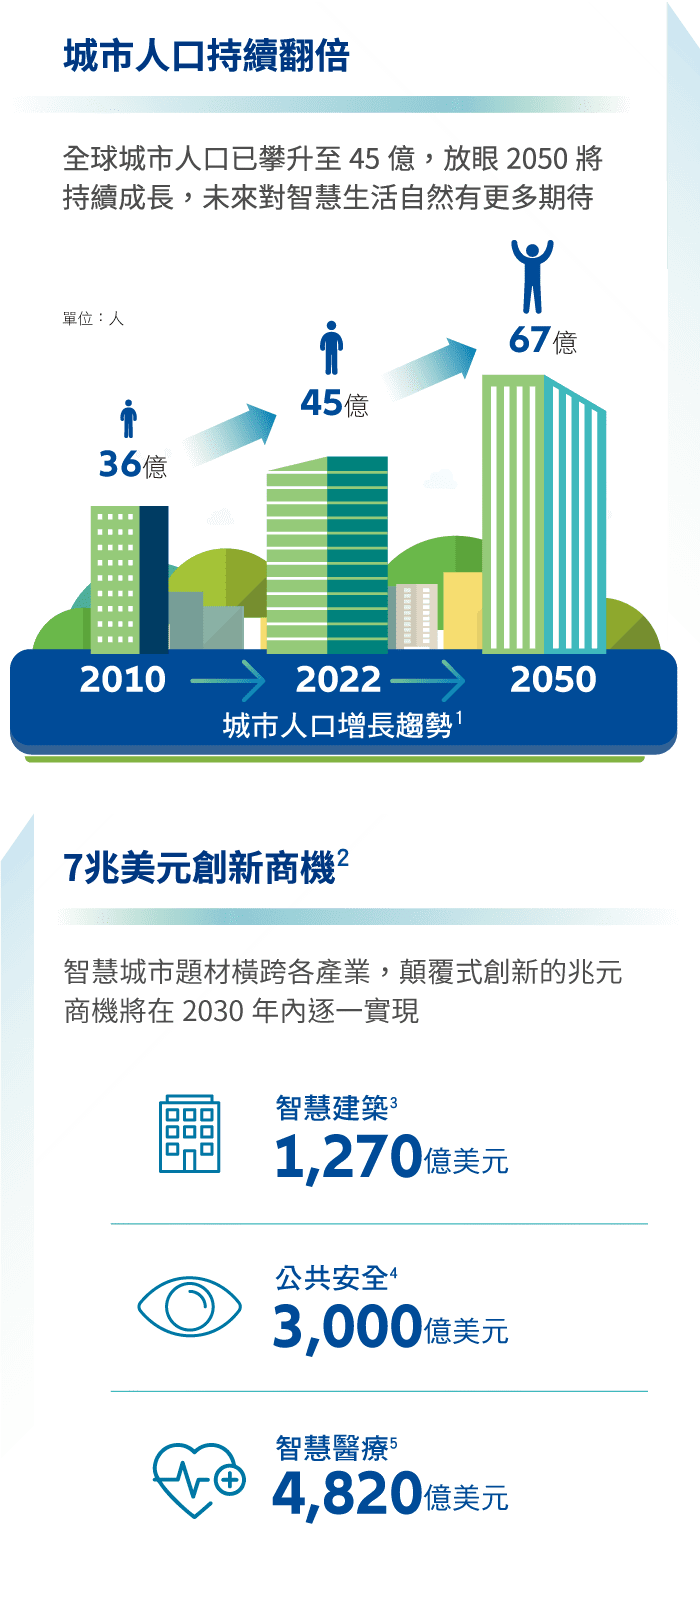 城市人口持續翻倍
全球城市人口已攀升至 45 億，放眼 2050 將
持續成長，未來對智慧生活自然有更多期待
單位：人
36億
45億
67億
2010
2022
2050
城市人口增長趨勢1
7兆美元創新商機2
智慧城市題材橫跨各產業，顛覆式創新的兆元
商機將在 2030 年內逐一實現
智慧建築3
1,270億美元
公共安全4
3,000億美元
智慧醫療5
4,820億美元